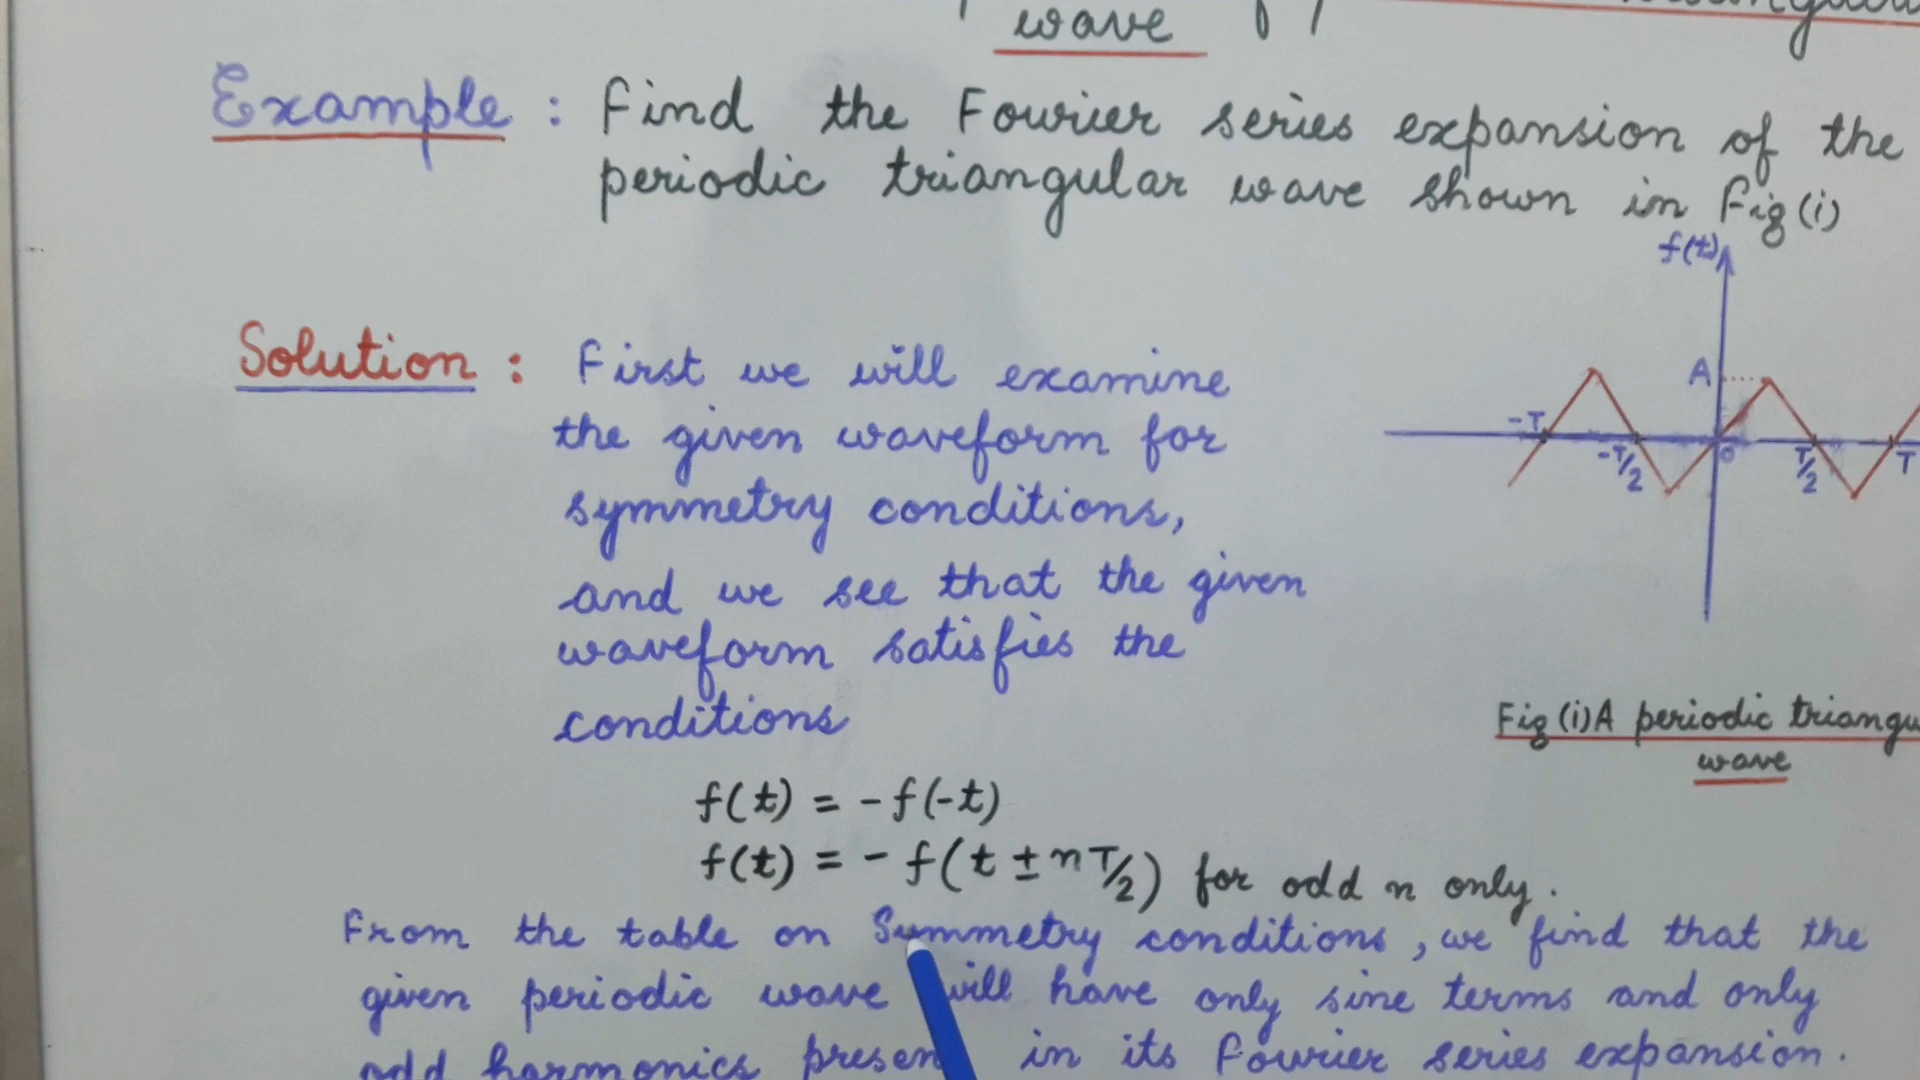 wave
Example : Find the Fourier series expansion of the
periodic triangular wave shown in Fig (i)
f(t)
Solution : First we will examine
the given waveform for
symmetry conditions,
A
-T
-T/2
0
T/2
T
and we see that the given
waveform satisfies the
conditions
Fig (i) A periodic
wave
f(t) = -f(-t)
f(t) = - f(t ± n T/2) for odd n only.
From the table on Symmetry conditions, we find that the
given periodic wave will have only sine terms and only
odd harmonics in its Fourier series expansion.